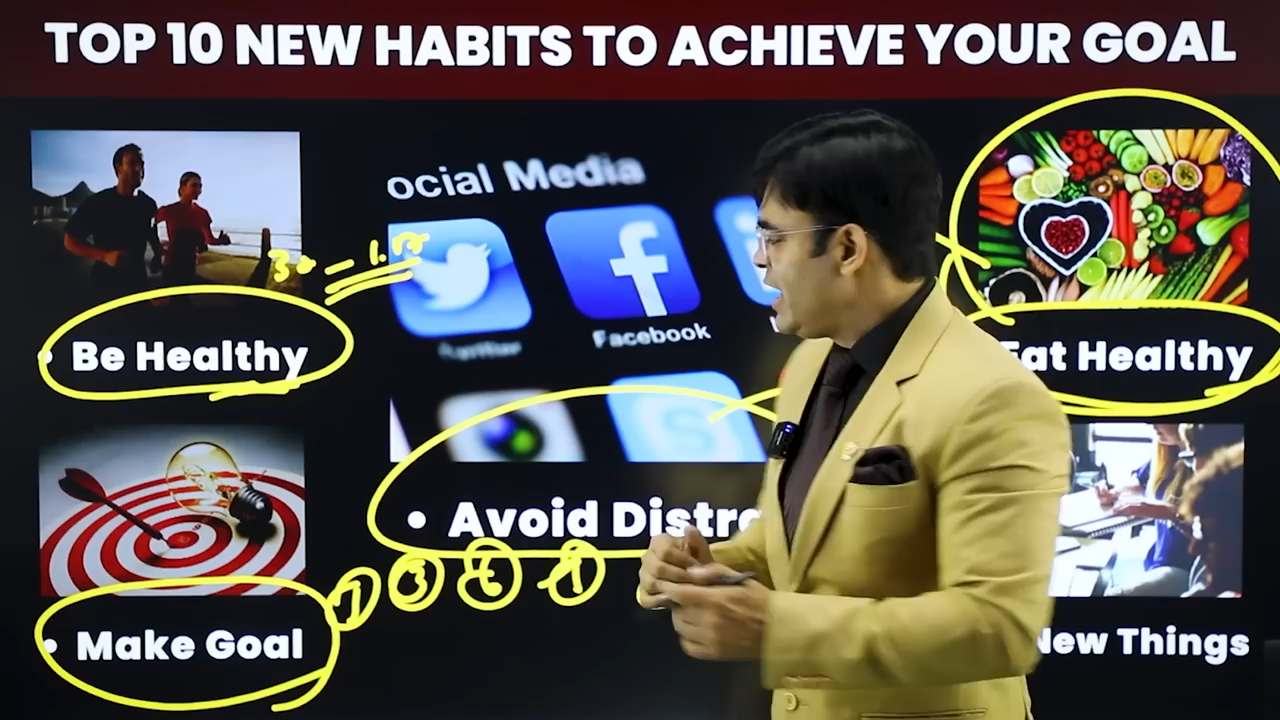 TOP 10 NEW HABITS TO ACHIEVE YOUR GOAL
ocial Media
Facebook
• Be Healthy
Eat Healthy
• Avoid Distra
• Make Goal
New Things